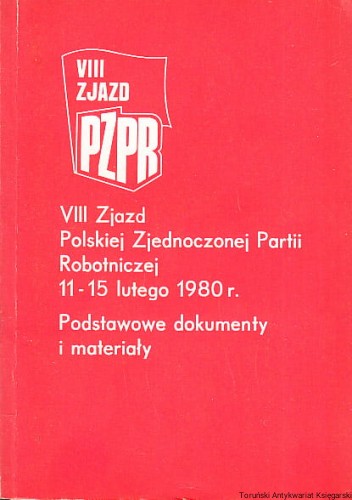 VIII
ZJAZD
PZPR
VIII Zjazd
Polskiej Zjednoczonej Partii
Robotniczej
11-15 lutego 1980 r.
Podstawowe dokumenty
i materiały
Toruński Antykwariat Księgarski